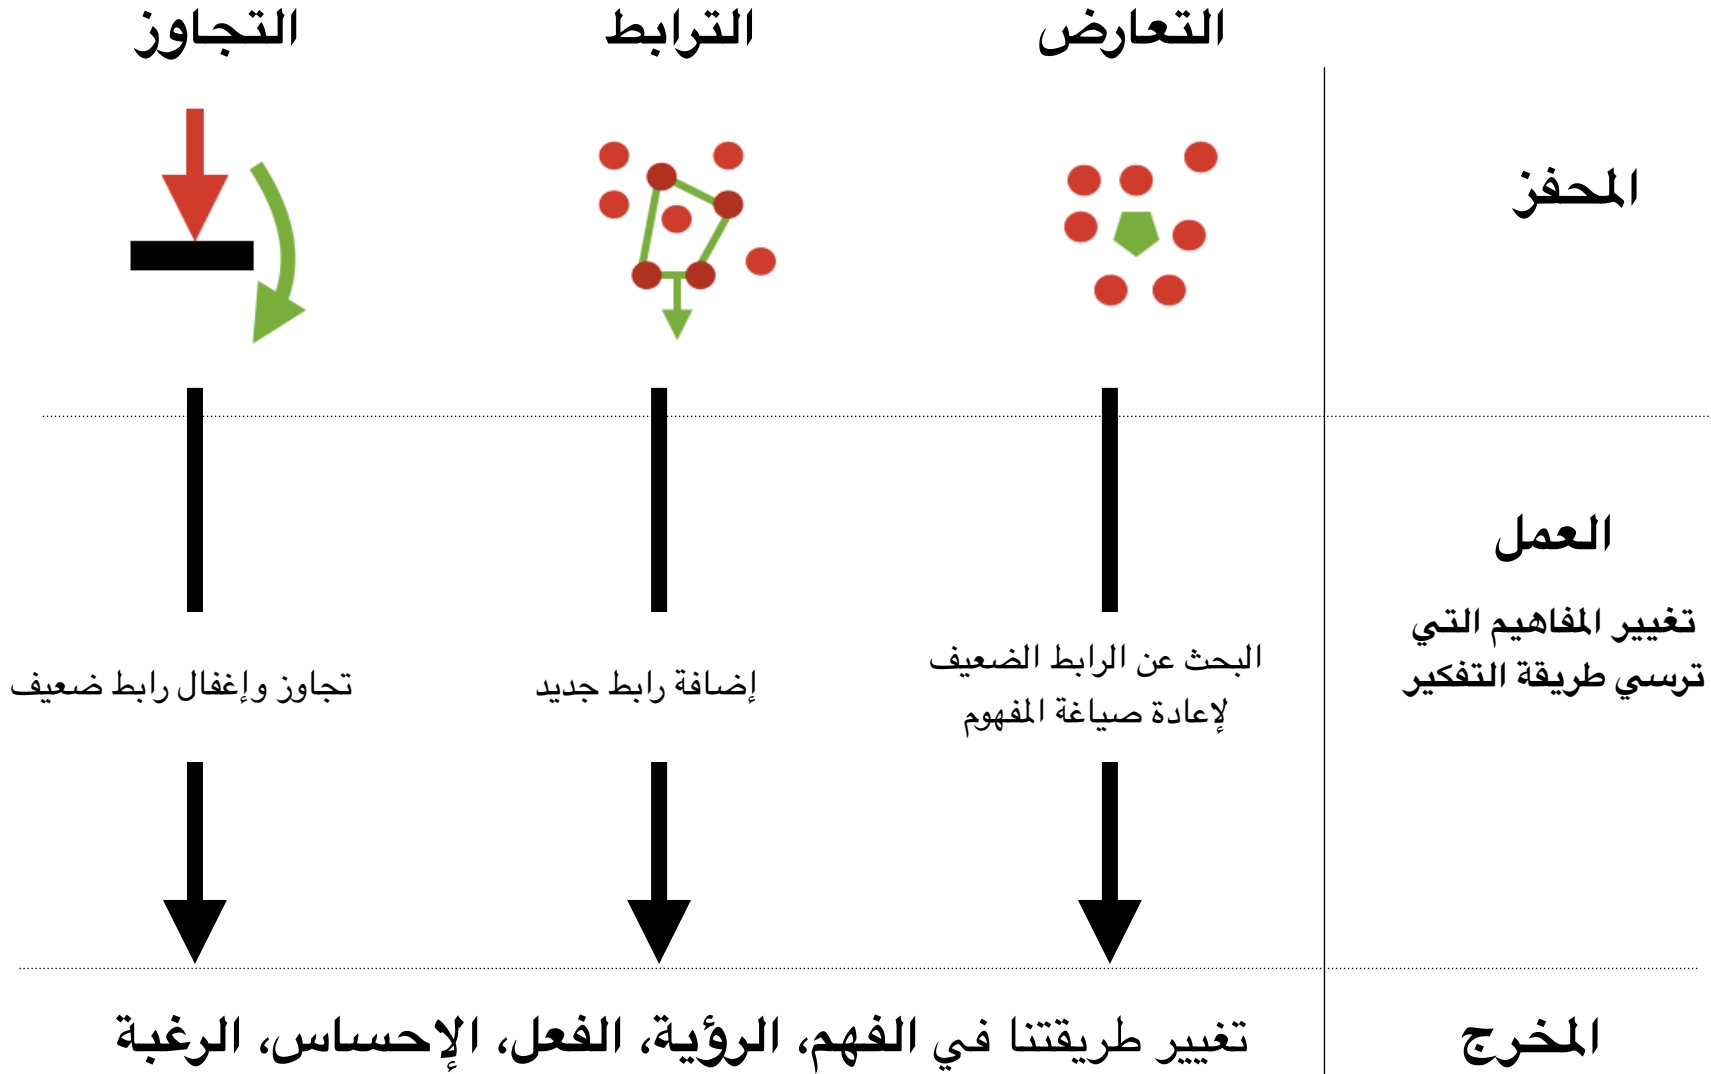 التعارض
الترابط
التجاوز
المحفز
العمل
تغيير المفاهيم التي
ترسي طريقة التفكير
البحث عن الرابط الضعيف
لإعادة صياغة المفهوم
إضافة رابط جديد
تجاوز وإغفال رابط ضعيف
المخرج
تغيير طريقتنا في الفهم، الرؤية، الفعل، الإحساس، الرغبة